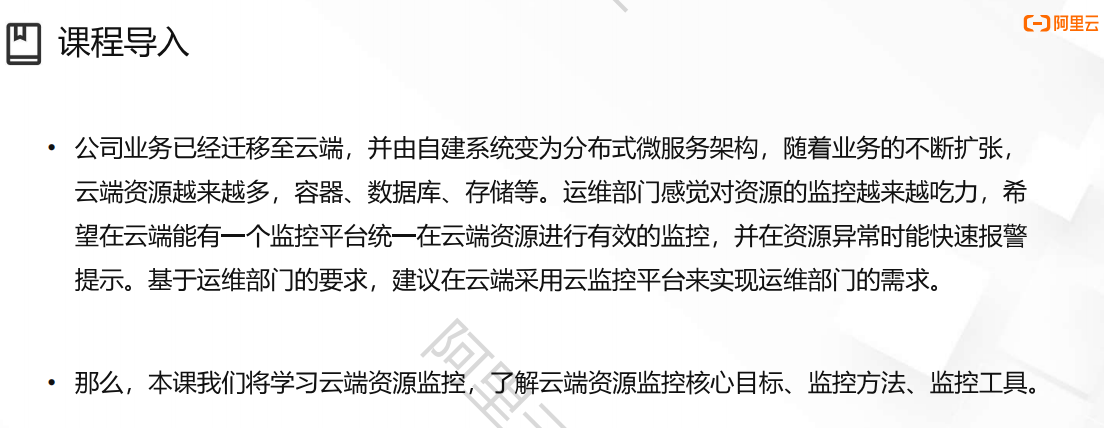 课程导入
阿里云
• 公司业务已经迁移至云端，并由自建系统变为分布式微服务架构，随着业务的不断扩张，
云端资源越来越多，容器、数据库、存储等。运维部门感觉对资源的监控越来越吃力，希
望在云端能有一个监控平台统一在云端资源进行有效的监控，并在资源异常时能快速报警
提示。基于运维部门的要求，建议在云端采用云监控平台来实现运维部门的需求。
• 那么，本课我们将学习云端资源监控，了解云端资源监控核心目标、监控方法、监控工具。
阿里云